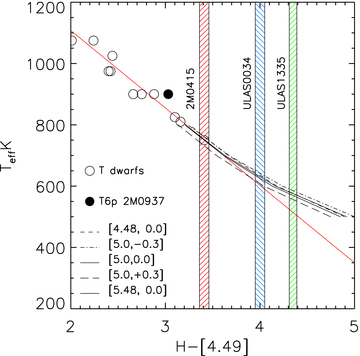 1200
1000
800
600
400
200
T_eff K
2M0415
ULAS0034
ULAS1335
T dwarfs
T6p 2M0937
[4.48, 0.0]
[5.0,-0.3]
[5.0,0.0]
[5.0,+0.3]
[5.48, 0.0]
2 3 4 5
H-[4.49]